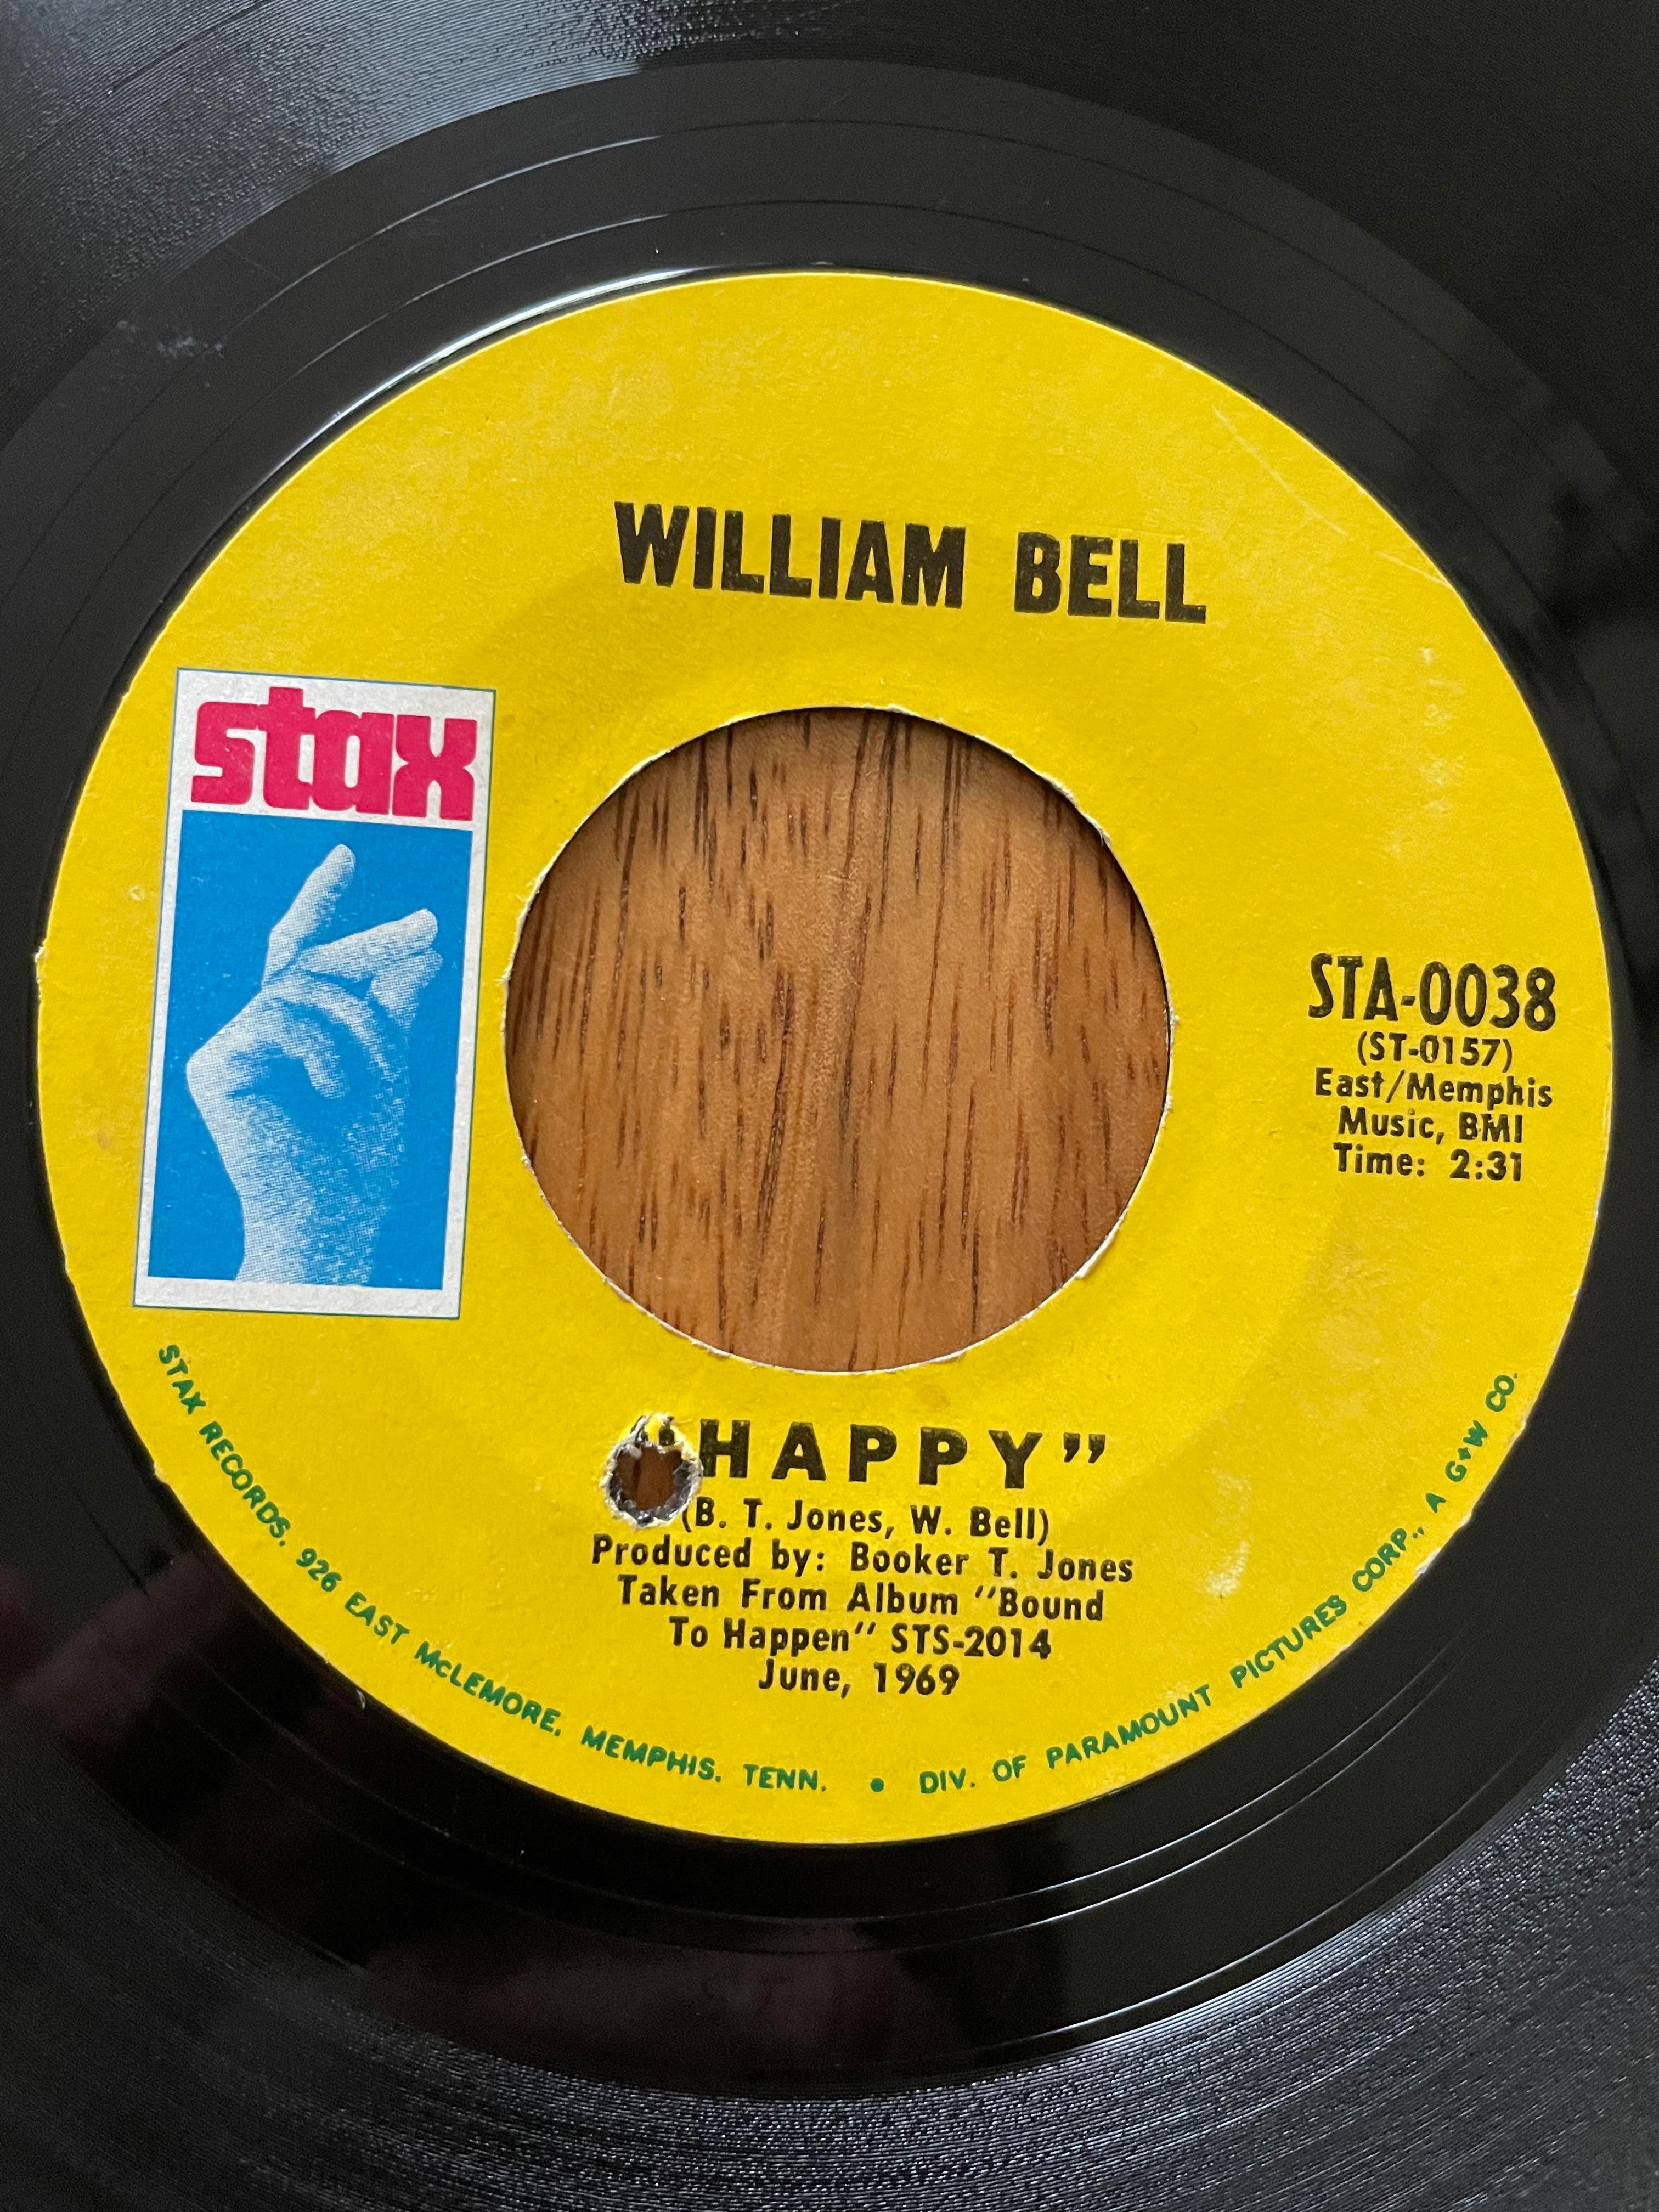 WILLIAM BELL
stax
STA-0038
(ST-0157)
East/Memphis
Music, BMI
Time: 2:31
"HAPPY"
(B. T. Jones, W. Bell)
Produced by: Booker T. Jones
Taken From Album "Bound
To Happen" STS-2014
June, 1969
STAX RECORDS, 926 EAST McLEMORE, MEMPHIS, TENN. • DIV. OF PARAMOUNT PICTURES CORP., A G+W CO.